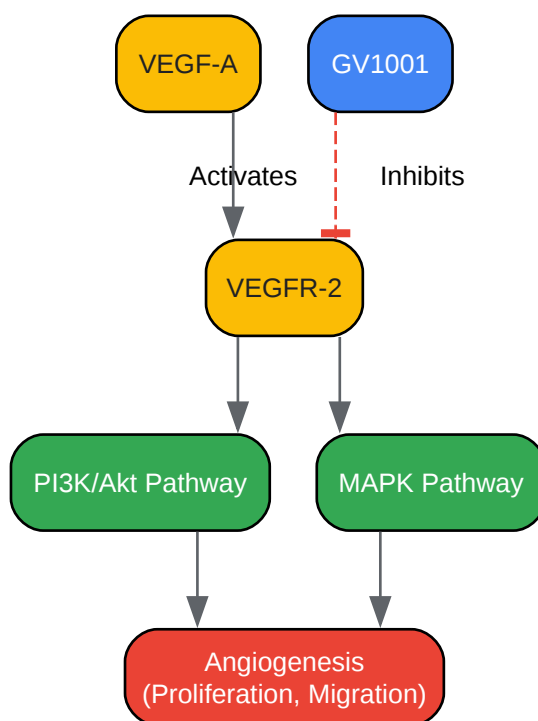 VEGF-A
GV1001
Activates
Inhibits
VEGFR-2
PI3K/Akt Pathway
MAPK Pathway
Angiogenesis
(Proliferation, Migration)